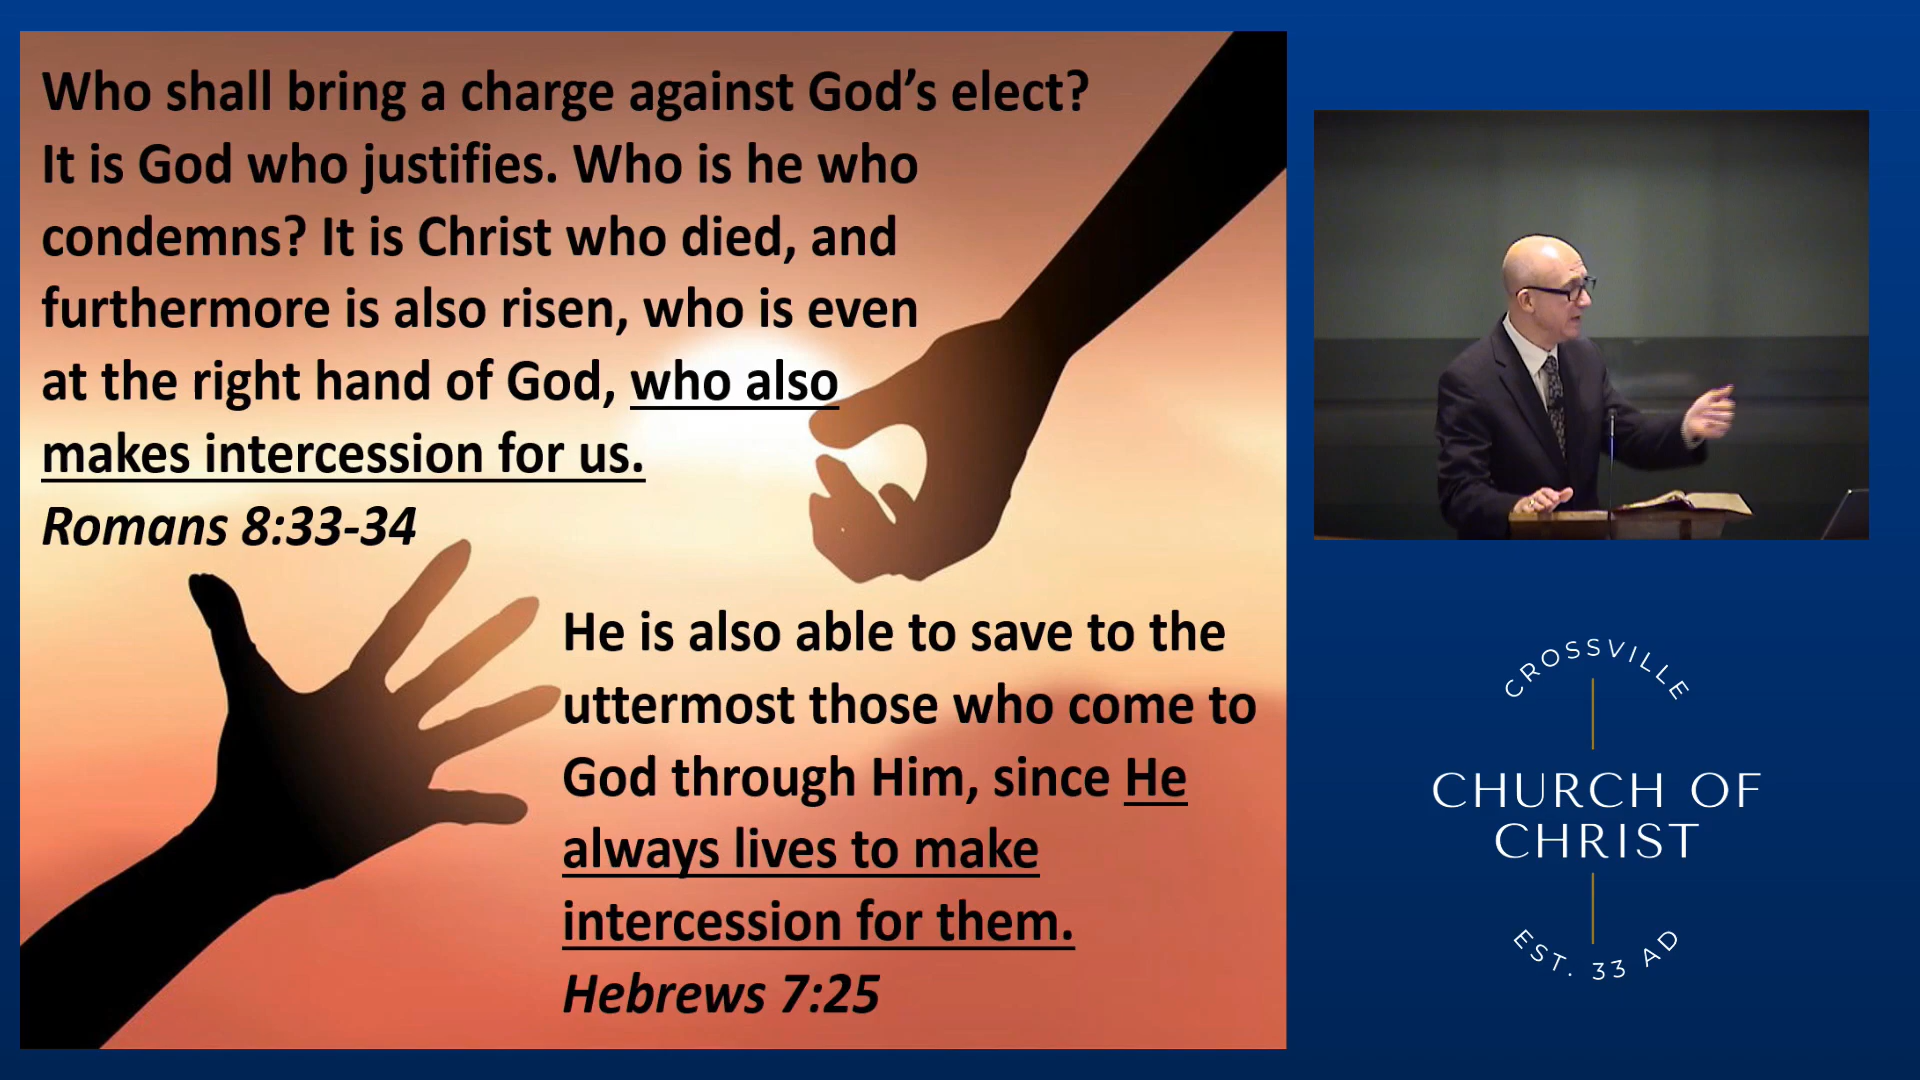 Who shall bring a charge against God’s elect?
It is God who justifies. Who is he who
condemns? It is Christ who died, and
furthermore is also risen, who is even
at the right hand of God, who also
makes intercession for us.
Romans 8:33-34
He is also able to save to the
uttermost those who come to
God through Him, since He
always lives to make
intercession for them.
Hebrews 7:25
CROSSVILLE
CHURCH OF
CHRIST
EST. 33 AD